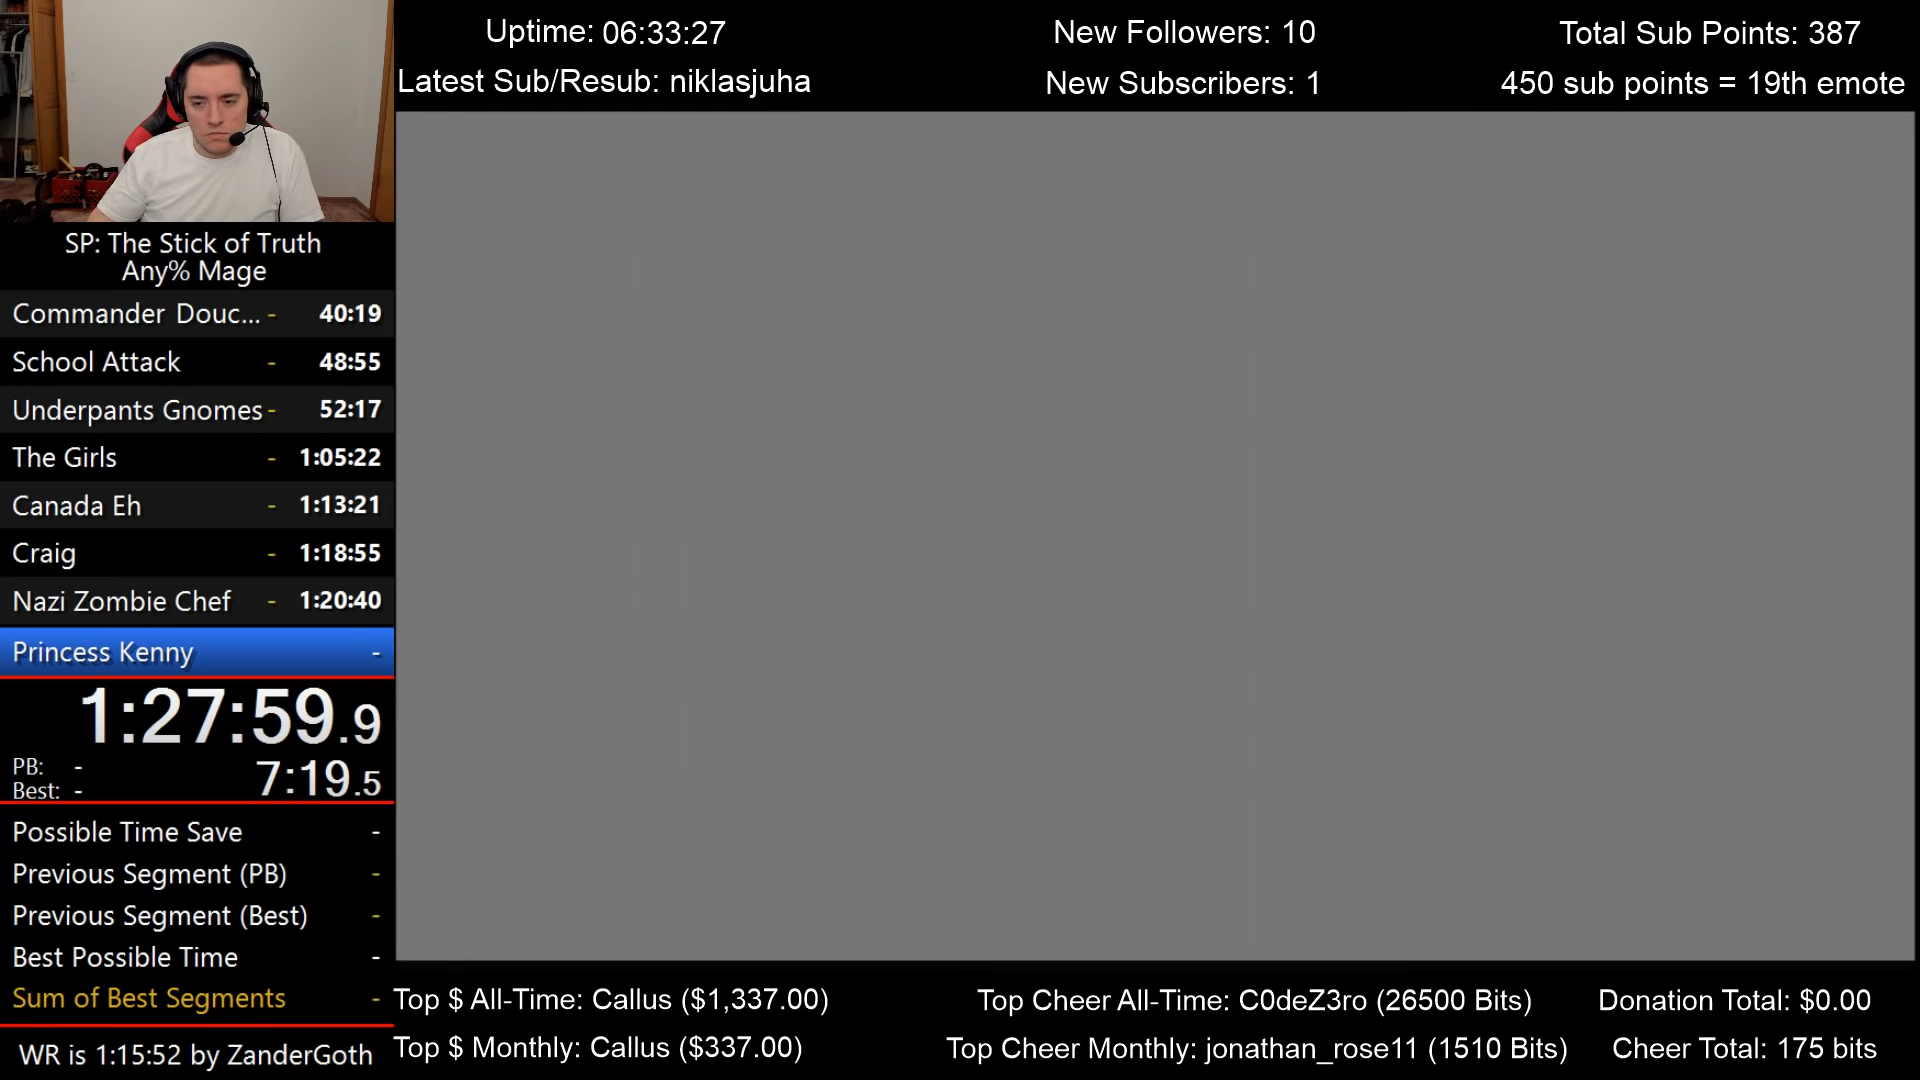 Uptime: 06:33:27
New Followers: 10
Total Sub Points: 387
Latest Sub/Resub: niklasjuha
New Subscribers: 1
450 sub points = 19th emote
SP: The Stick of Truth
Any% Mage
Commander Douc... - 40:19
School Attack - 48:55
Underpants Gnomes - 52:17
The Girls - 1:05:22
Canada Eh - 1:13:21
Craig - 1:18:55
Nazi Zombie Chef - 1:20:40
Princess Kenny -
1:27:59.9
PB: -
Best: -
7:19.5
Possible Time Save -
Previous Segment (PB) -
Previous Segment (Best) -
Best Possible Time -
Sum of Best Segments -
WR is 1:15:52 by ZanderGoth
Top $ All-Time: Callus ($1,337.00)
Top Cheer All-Time: C0deZ3ro (26500 Bits)
Donation Total: $0.00
Top $ Monthly: Callus ($337.00)
Top Cheer Monthly: jonathan_rose11 (1510 Bits)
Cheer Total: 175 bits